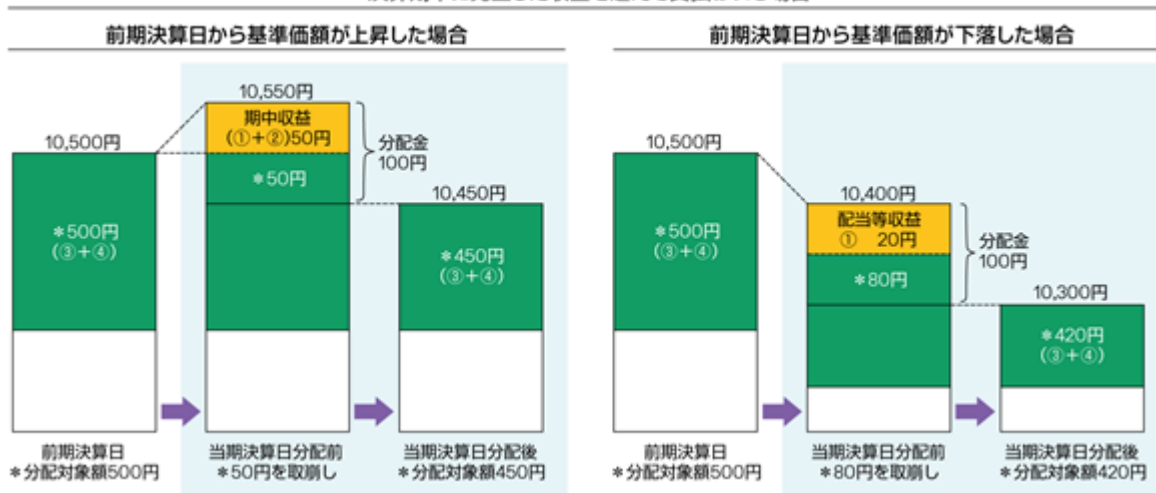 前期決算日から基準価額が上昇した場合
10,500円
*500円
(③+④)
10,550円
期中収益
(①+②)50円
*50円
分配金
100円
10,450円
*450円
(③+④)
前期決算日
*分配対象額500円
当期決算日分配前
*50円を取崩し
当期決算日分配後
*分配対象額450円
前期決算日から基準価額が下落した場合
10,500円
*500円
(③+④)
10,400円
配当等収益
① 20円
*80円
分配金
100円
10,300円
*420円
(③+④)
前期決算日
*分配対象額500円
当期決算日分配前
*80円を取崩し
当期決算日分配後
*分配対象額420円